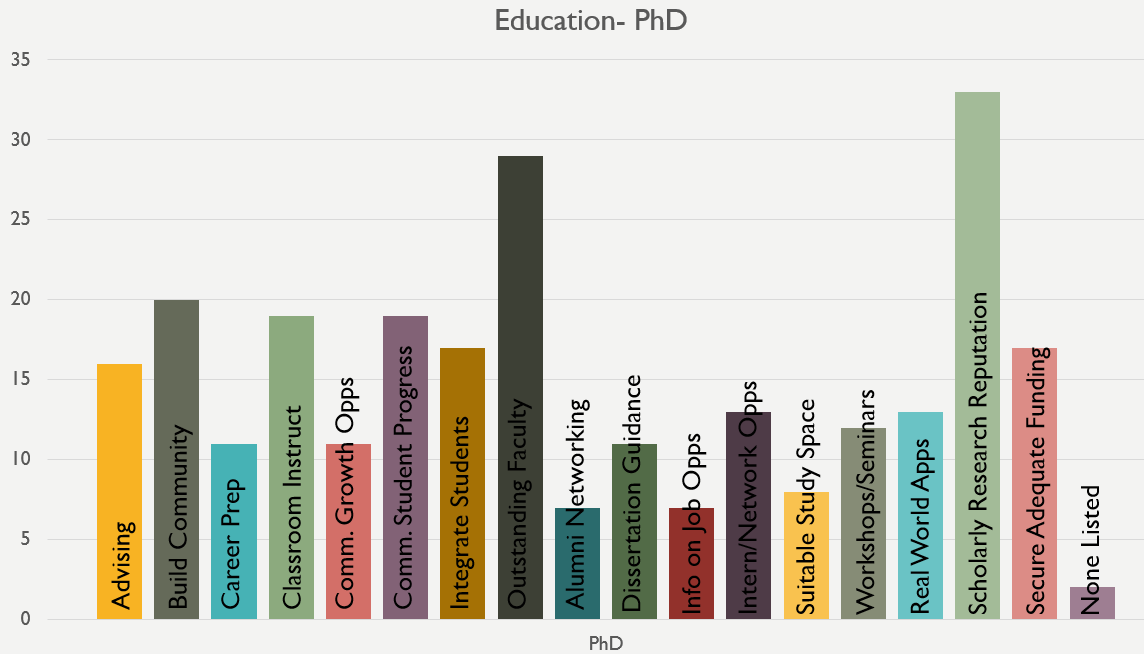 Education- PhD
35
30
25
20
15
10
5
0
Advising
Build Community
Career Prep
Classroom Instruct
Comm. Growth Opps
Comm. Student Progress
Integrate Students
Outstanding Faculty
Alumni Networking
Dissertation Guidance
Info on Job Opps
Intern/Network Opps
Suitable Study Space
Workshops/Seminars
Real World Apps
Scholarly Research Reputation
Secure Adequate Funding
None Listed
PhD